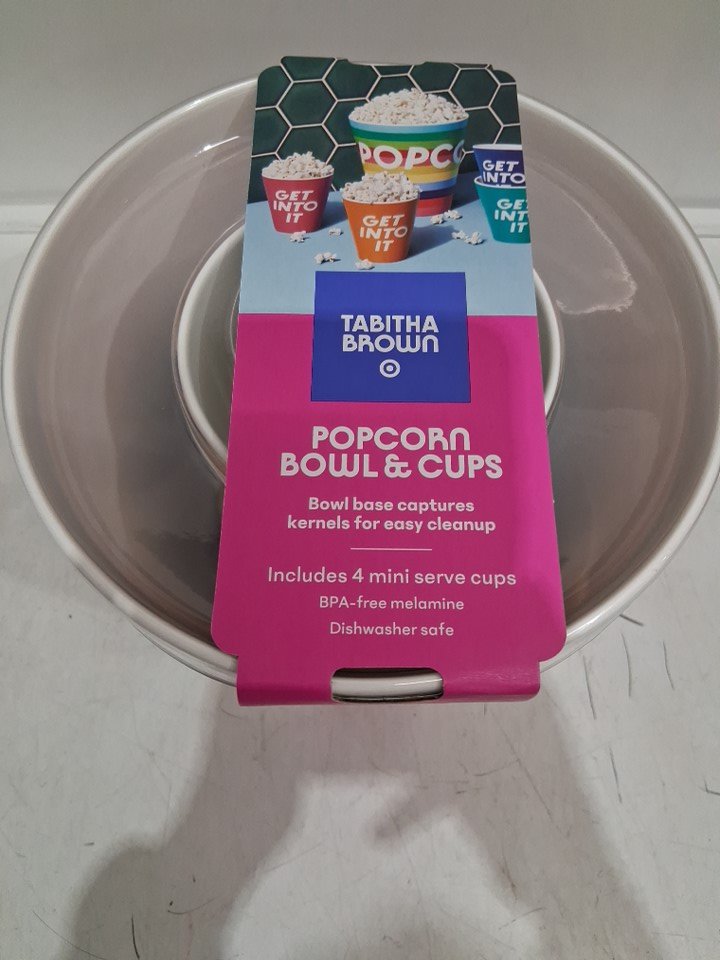 POPCO
GET
INTO
IT
GET
INTO
IT
GET
INTO
GET
INT
IT
TABITHA
BROWN
POPCORN
BOWL & CUPS
Bowl base captures
kernels for easy cleanup
Includes 4 mini serve cups
BPA-free melamine
Dishwasher safe